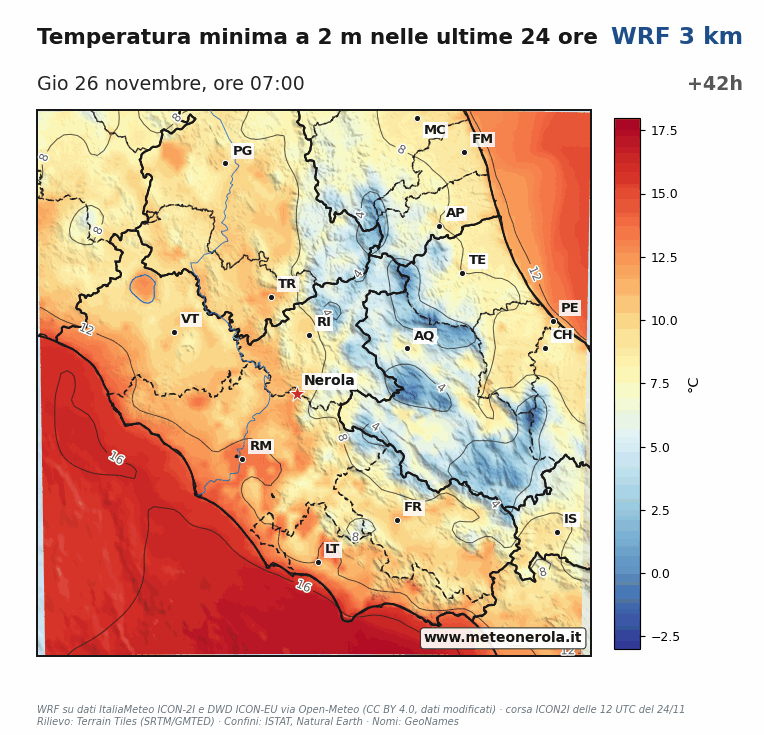 Temperatura minima a 2 m nelle ultime 24 ore WRF 3 km
Gio 26 novembre, ore 07:00 +42h
8
8
MC
FM
PG
8
4
8
AP
4
TE
12
TR
4
PE
12
VT
RI
AQ
CH
Nerola
4
4
8
RM
16
4
FR
IS
8
LT
8
16
12
www.meteonerola.it
17.5
15.0
12.5
10.0
7.5
5.0
2.5
0.0
−2.5
°C
WRF su dati ItaliaMeteo ICON-2I e DWD ICON-EU via Open-Meteo (CC BY 4.0, dati modificati) · corsa ICON2I delle 12 UTC del 24/11
Rilievo: Terrain Tiles (SRTM/GMTED) · Confini: ISTAT, Natural Earth · Nomi: GeoNames